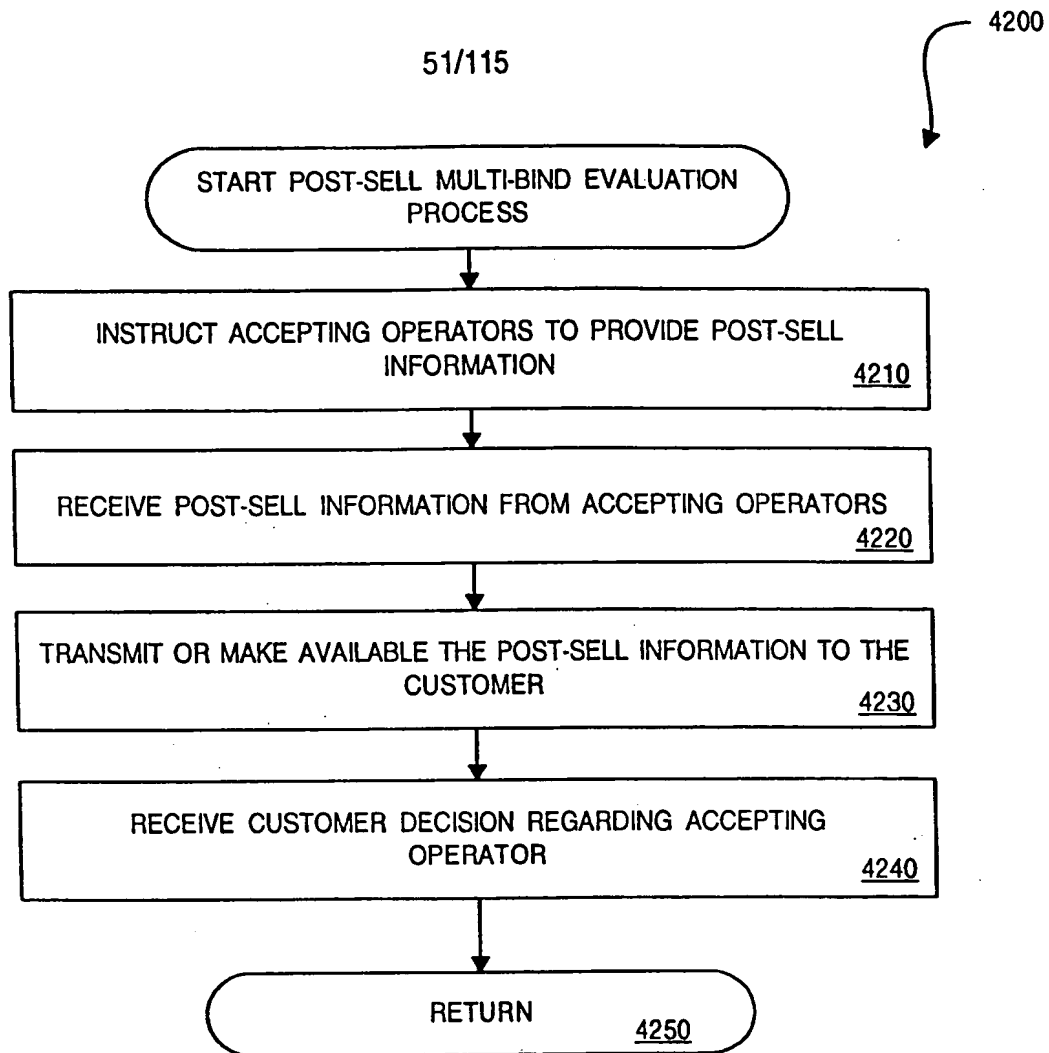 4200
51/115
START POST-SELL MULTI-BIND EVALUATION
PROCESS
INSTRUCT ACCEPTING OPERATORS TO PROVIDE POST-SELL
INFORMATION
4210
RECEIVE POST-SELL INFORMATION FROM ACCEPTING OPERATORS
4220
TRANSMIT OR MAKE AVAILABLE THE POST-SELL INFORMATION TO THE
CUSTOMER
4230
RECEIVE CUSTOMER DECISION REGARDING ACCEPTING
OPERATOR
4240
RETURN
4250